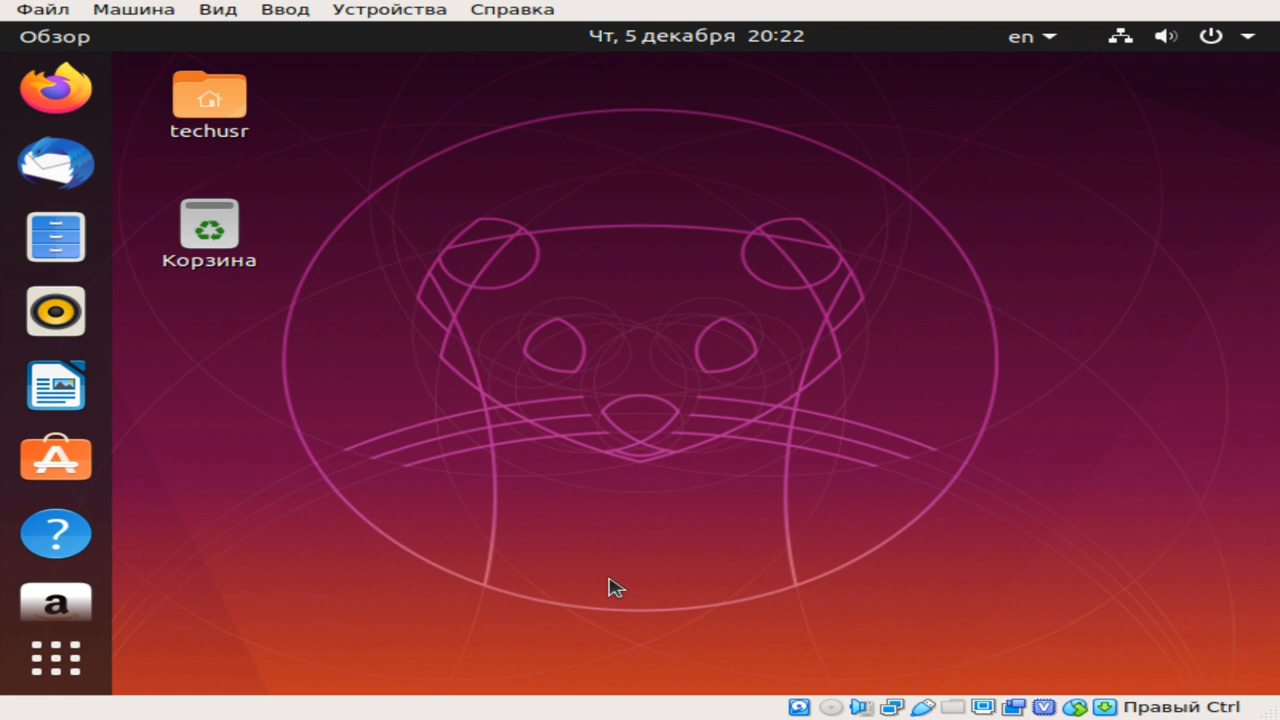 Файл Машина Вид Ввод Устройства Справка
Обзор Чт, 5 декабря 20:22 en
techusr
Корзина
Правый Ctrl